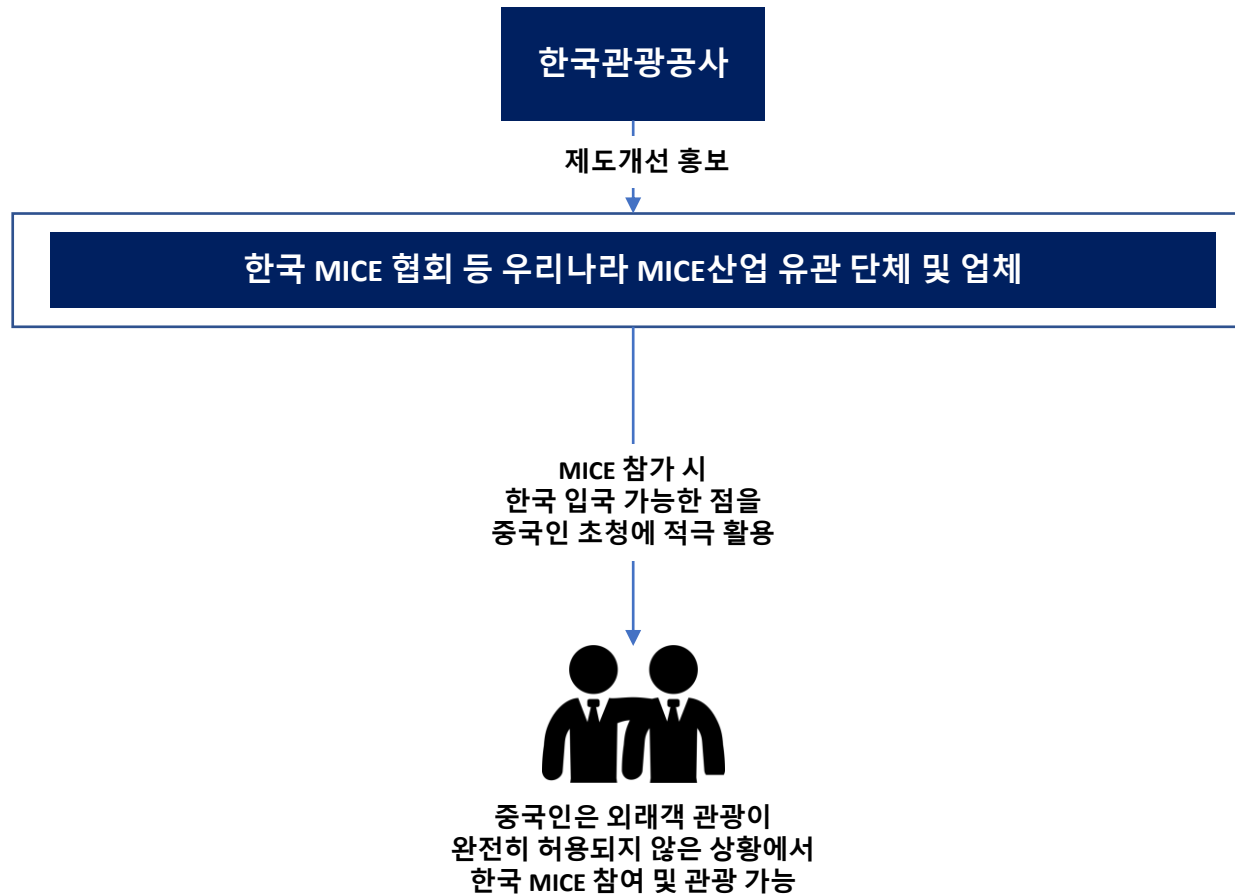 한국관광공사
제도개선 홍보
한국 MICE 협회 등 우리나라 MICE산업 유관 단체 및 업체
MICE 참가 시
한국 입국 가능한 점을
중국인 초청에 적극 활용
중국인은 외래객 관광이
완전히 허용되지 않은 상황에서
한국 MICE 참여 및 관광 가능